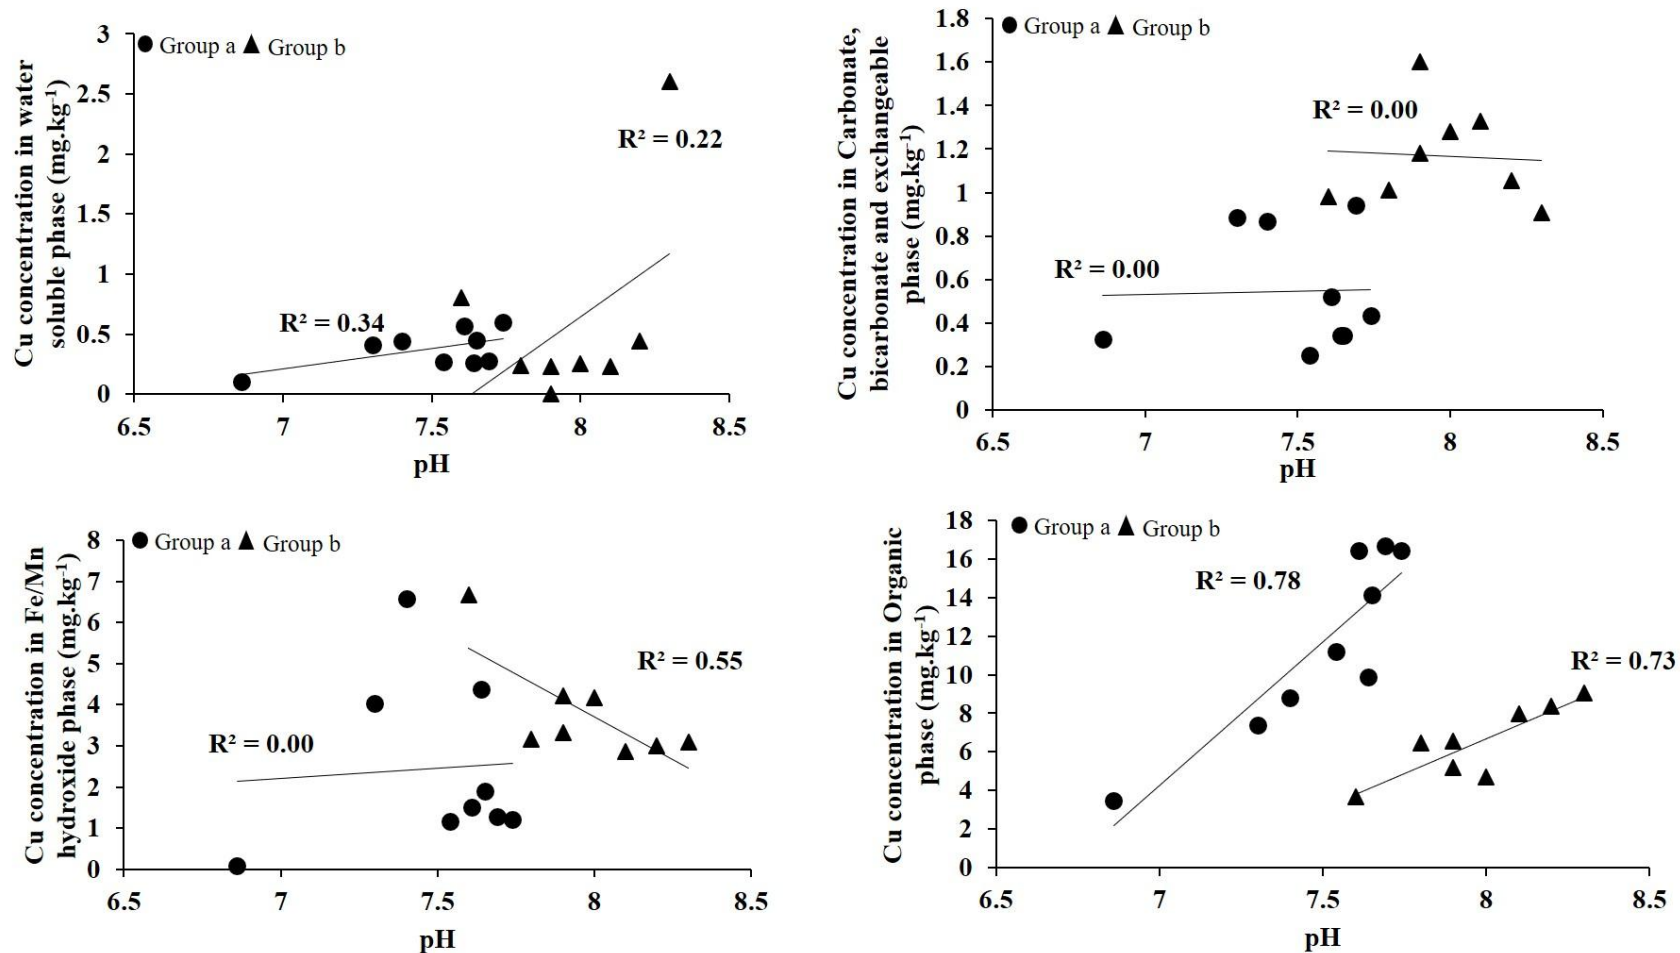 Cu concentration in water
soluble phase (mg.kg⁻¹)
3
2.5
2
1.5
1
0.5
0
● Group a ▲ Group b
R² = 0.34
R² = 0.22
6.5 7 7.5 8 8.5
pH
Cu concentration in Carbonate,
bicarbonate and exchangeable
phase (mg.kg⁻¹)
1.8
1.6
1.4
1.2
1
0.8
0.6
0.4
0.2
0
● Group a ▲ Group b
R² = 0.00
R² = 0.00
6.5 7 7.5 8 8.5
pH
Cu concentration in Fe/Mn
hydroxide phase (mg.kg⁻¹)
8
7
6
5
4
3
2
1
0
● Group a ▲ Group b
R² = 0.55
R² = 0.00
6.5 7 7.5 8 8.5
pH
Cu concentration in Organic
phase (mg.kg⁻¹)
18
16
14
12
10
8
6
4
2
0
● Group a ▲ Group b
R² = 0.78
R² = 0.73
6.5 7 7.5 8 8.5
pH